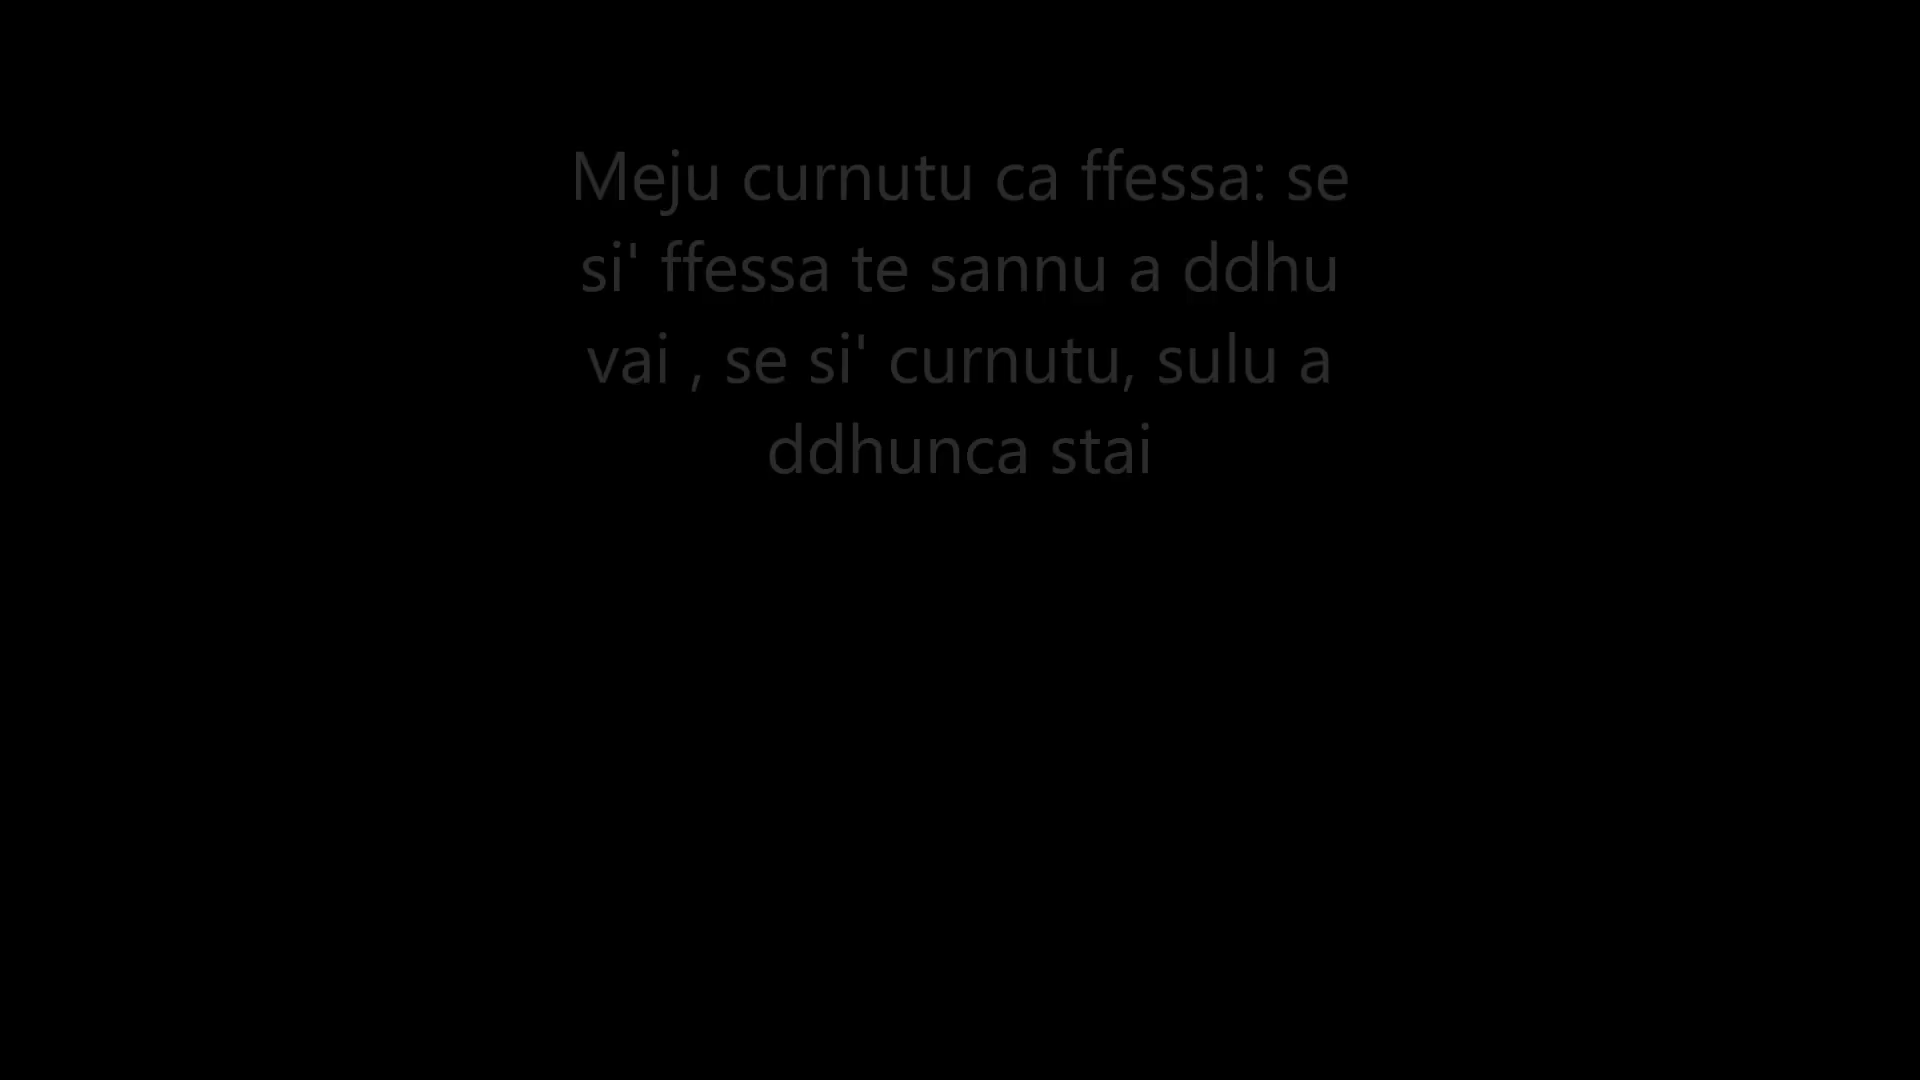 Meju curnutu ca ffessa: se
si' ffessa te sannu a ddhu
vai , se si' curnutu, sulu a
ddhunca stai